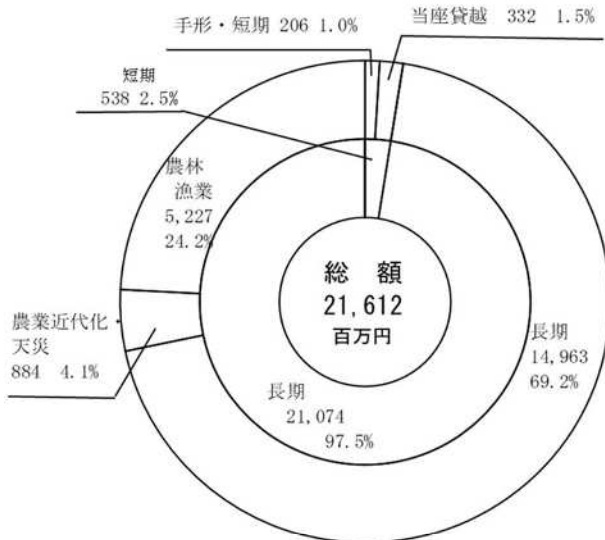 手形・短期 206 1.0%
当座貸越 332 1.5%
短期
538 2.5%
農林
漁業
5,227
24.2%
総 額
21,612
百万円
農業近代化・
天災
884 4.1%
長期
14,963
69.2%
長期
21,074
97.5%